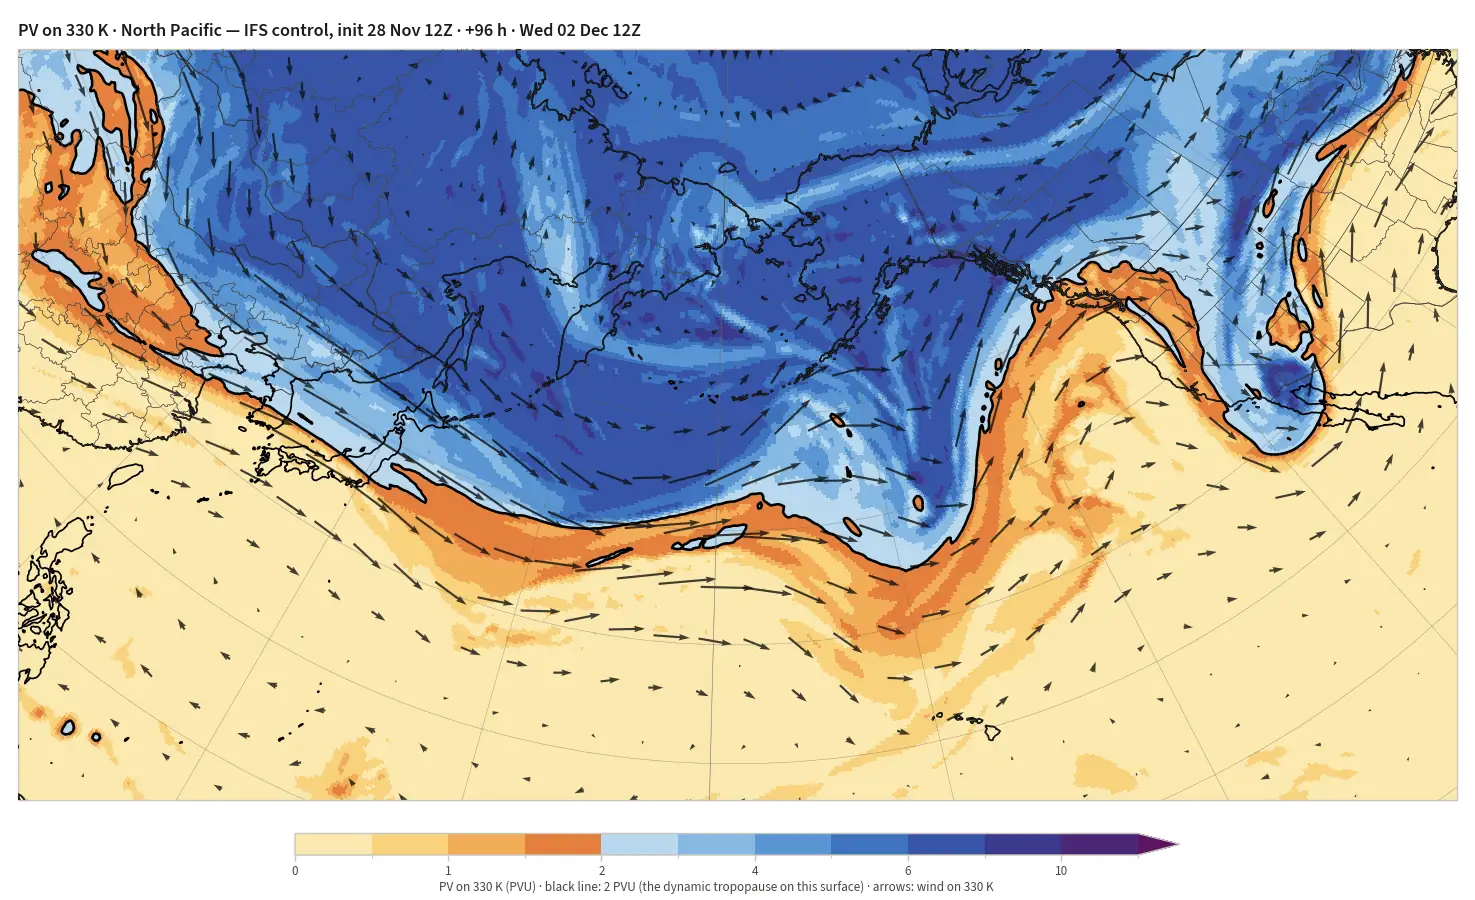 PV on 330 K · North Pacific — IFS control, init 28 Nov 12Z · +96 h · Wed 02 Dec 12Z
0 1 2 4 6 10
PV on 330 K (PVU) · black line: 2 PVU (the dynamic tropopause on this surface) · arrows: wind on 330 K